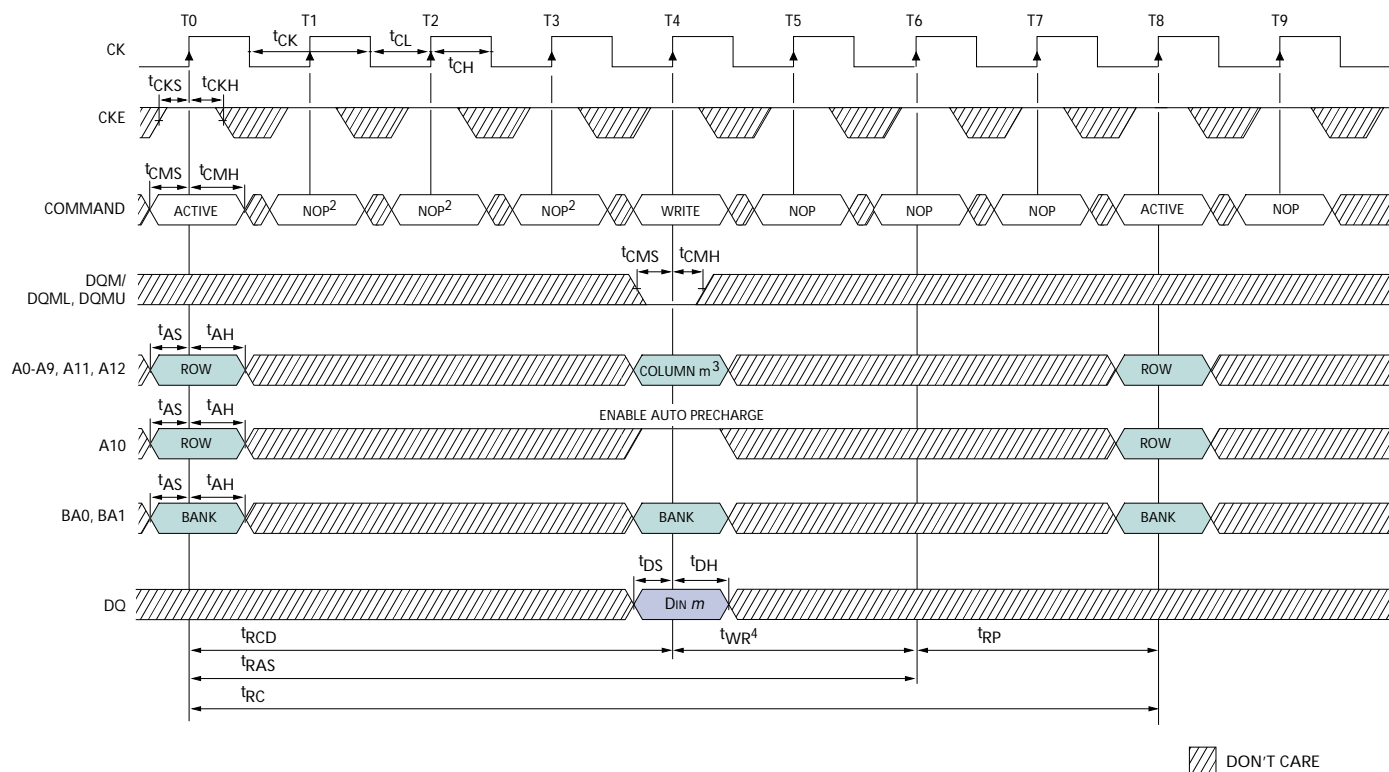 T0 T1 T2 T3 T4 T5 T6 T7 T8 T9
CK
tCK tCL
tCH
tCKS tCKH
CKE
tCMS tCMH
COMMAND ACTIVE NOP2 NOP2 NOP2 WRITE NOP NOP NOP ACTIVE NOP
tCMS tCMH
DQM/
DQML, DQMU
tAS tAH
A0-A9, A11, A12 ROW COLUMN m3 ROW
tAS tAH ENABLE AUTO PRECHARGE
A10 ROW ROW
tAS tAH
BA0, BA1 BANK BANK BANK
tDS tDH
DQ DIN m
tRCD tWR4 tRP
tRAS
tRC
DON'T CARE